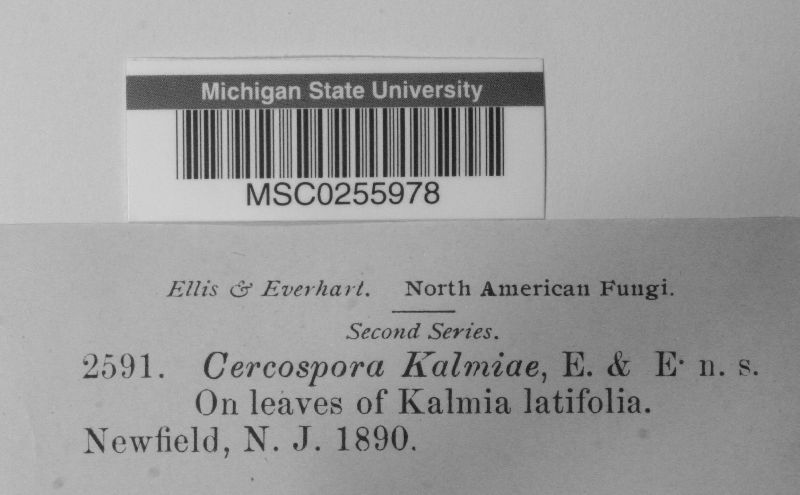 Michigan State University
MSC0255978
Ellis & Everhart. North American Fungi.
Second Series.
2591. Cercospora Kalmiae, E. & E· n. s.
On leaves of Kalmia latifolia.
Newfield, N. J. 1890.